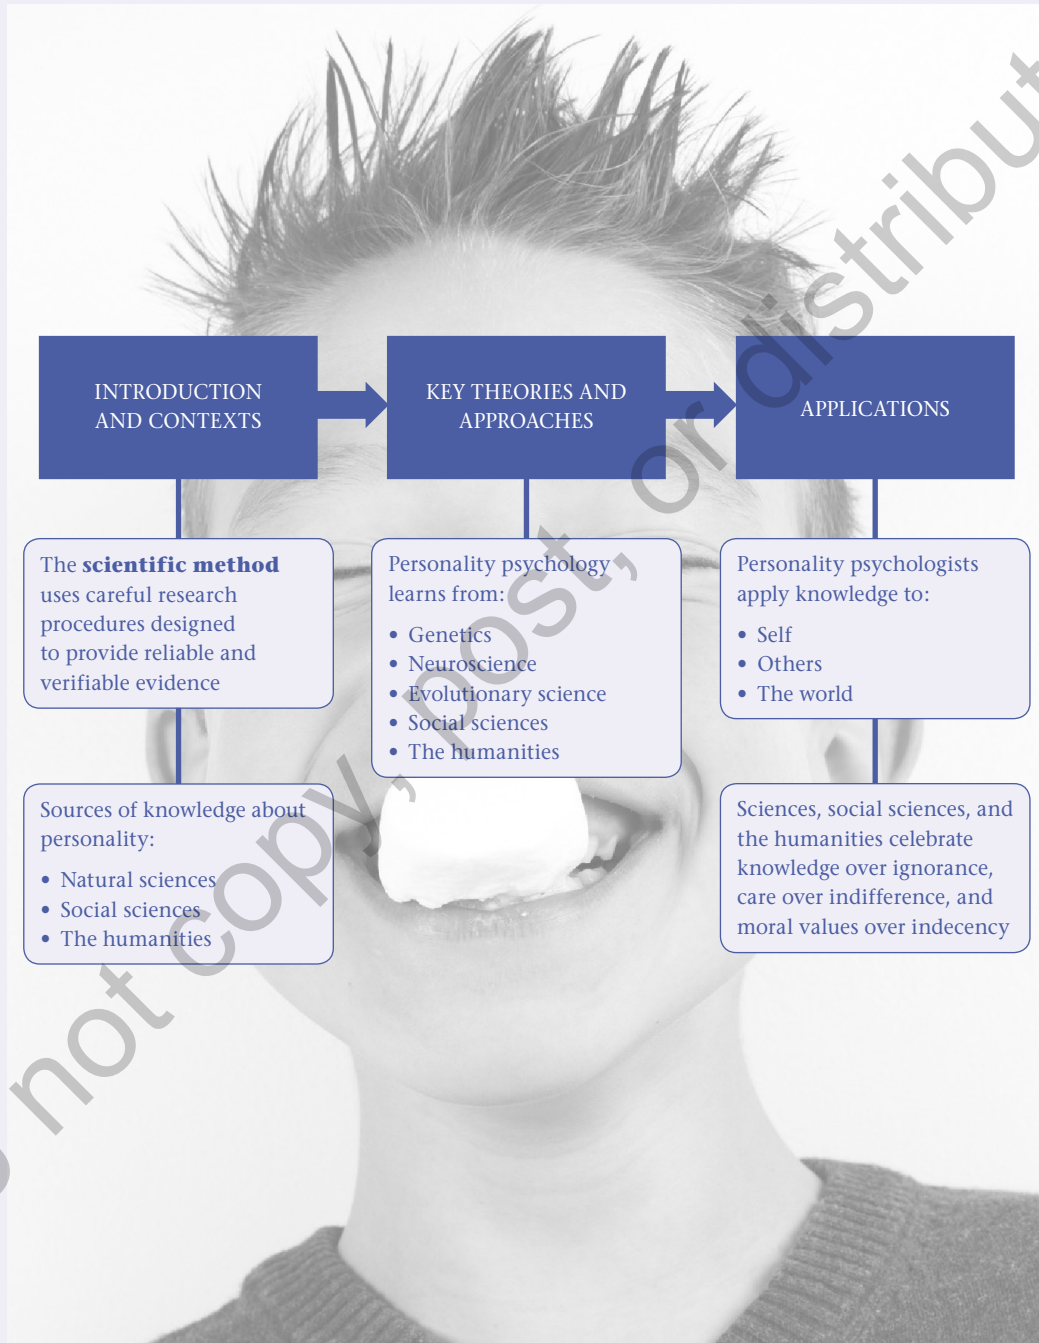 INTRODUCTION
AND CONTEXTS
KEY THEORIES AND
APPROACHES
APPLICATIONS
The scientific method
uses careful research
procedures designed
to provide reliable and
verifiable evidence
Sources of knowledge about
personality:
• Natural sciences
• Social sciences
• The humanities
Personality psychology
learns from:
• Genetics
• Neuroscience
• Evolutionary science
• Social sciences
• The humanities
Personality psychologists
apply knowledge to:
• Self
• Others
• The world
Sciences, social sciences, and
the humanities celebrate
knowledge over ignorance,
care over indifference, and
moral values over indecency
not copy, post, or distribut